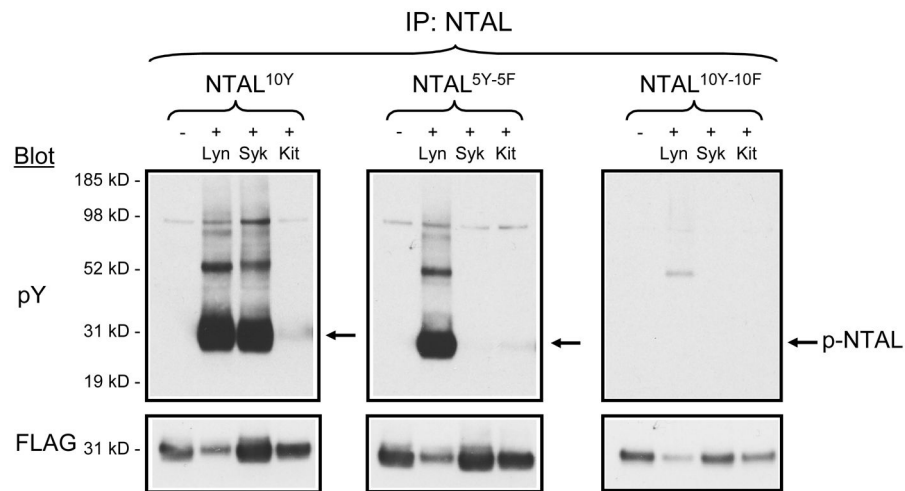 IP: NTAL
NTAL10Y NTAL5Y-5F NTAL10Y-10F
- + + + - + + + - + + +
Blot Lyn Syk Kit Lyn Syk Kit Lyn Syk Kit
185 kD -
98 kD -
52 kD -
pY
31 kD -
p-NTAL
19 kD -
FLAG 31 kD -